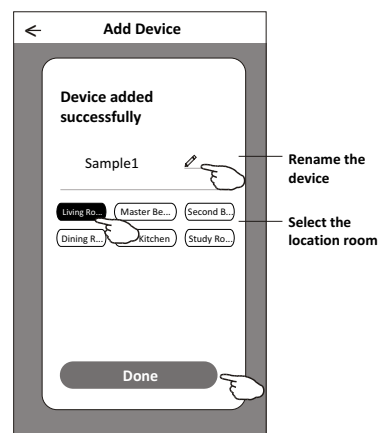 Add Device
Device added
successfully
Sample1
Rename the
device
Living Ro...
Master Be...
Second B...
Select the
location room
Dining R...
Kitchen
Study Ro...
Done